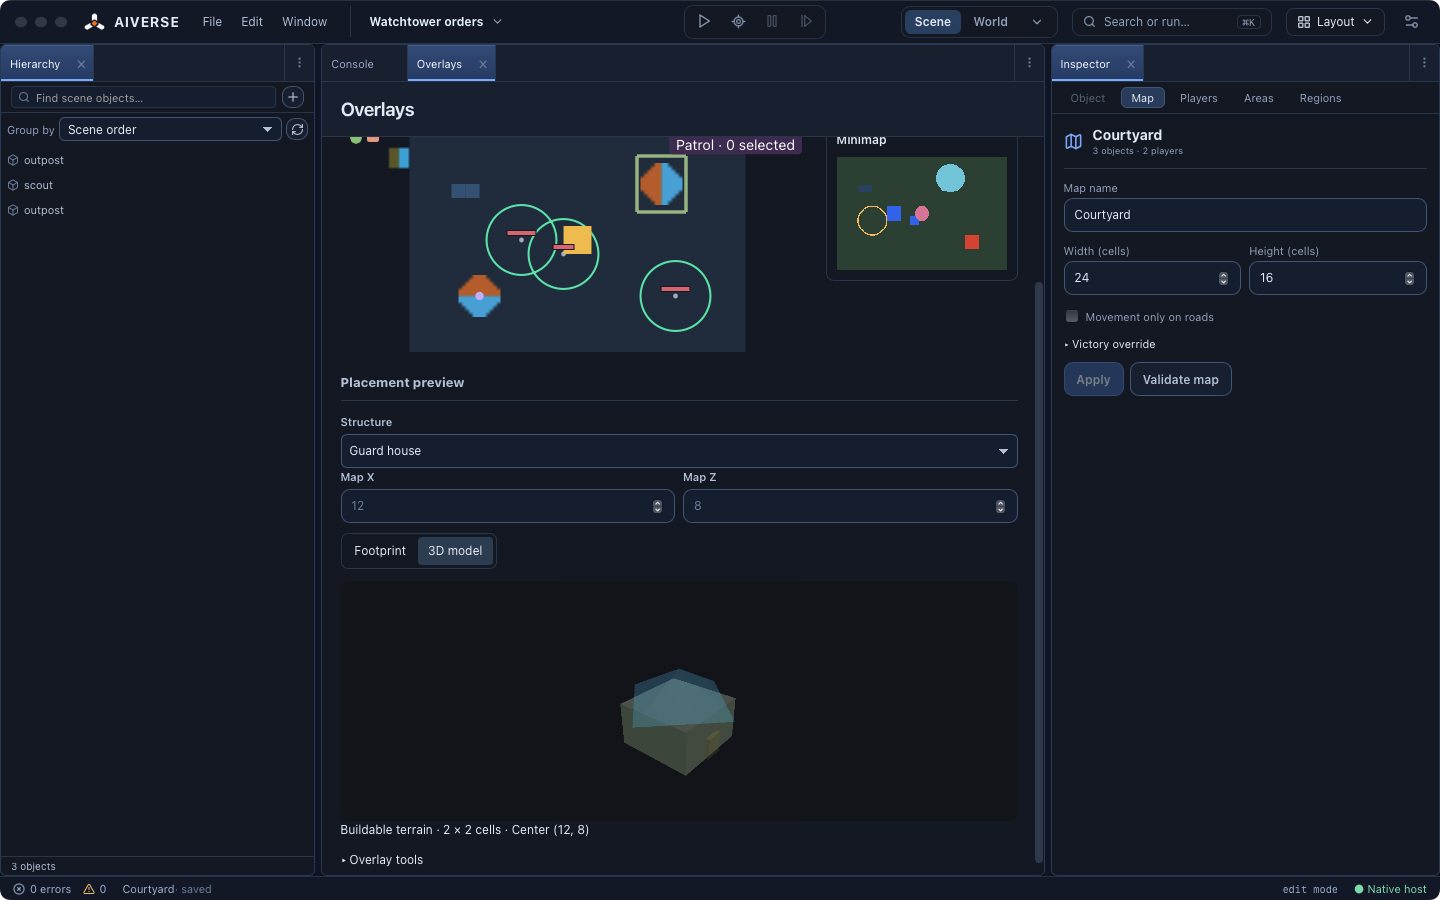 AIVERSE
File
Edit
Window
Watchtower orders
Scene
World
Search or run...
⌘K
Layout
Hierarchy
Find scene objects...
Group by
Scene order
outpost
scout
outpost
3 objects
Console
Overlays
Overlays
Patrol · 0 selected
Minimap
Placement preview
Structure
Guard house
Map X
Map Z
12
8
Footprint
3D model
Buildable terrain · 2 × 2 cells · Center (12, 8)
Overlay tools
Inspector
Object
Map
Players
Areas
Regions
Courtyard
3 objects · 2 players
Map name
Courtyard
Width (cells)
Height (cells)
24
16
Movement only on roads
Victory override
Apply
Validate map
0 errors
0
Courtyard · saved
edit mode
Native host